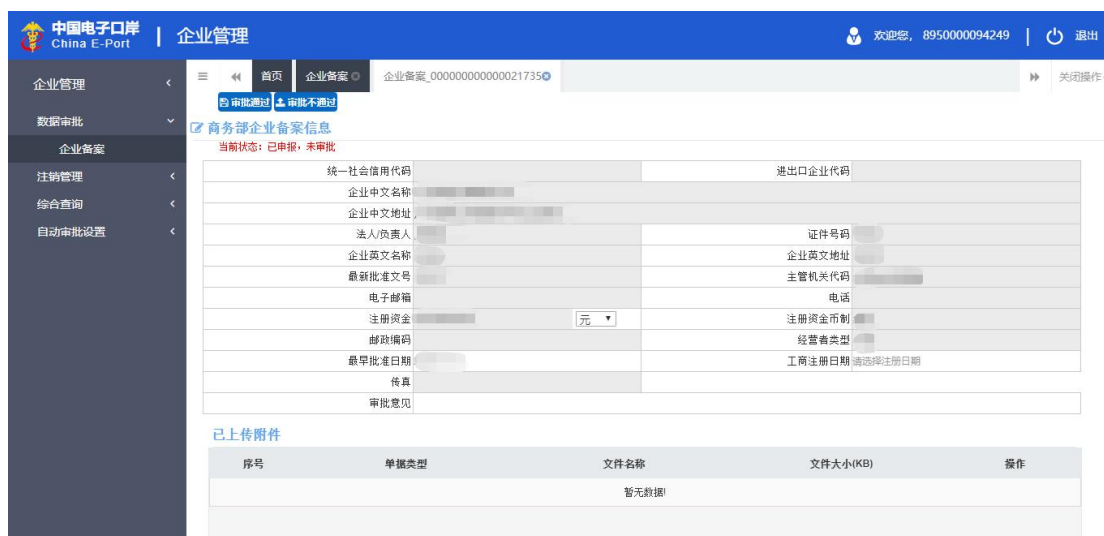 中国电子口岸
China E-Port
企业管理
欢迎您, 8950000094249
退出
企业管理
数据审批
企业备案
注销管理
综合查询
自动审批设置
首页
企业备案
企业备案_000000000000021735
关闭操作
审批通过
审批不通过
商务部企业备案信息
当前状态：已申报，未审批
统一社会信用代码
进出口企业代码
企业中文名称
企业中文地址
法人/负责人
证件号码
企业英文名称
企业英文地址
最新批准文号
主管机关代码
电子邮箱
电话
注册资金
元
注册资金币制
邮政编码
经营者类型
最早批准日期
工商注册日期
请选择注册日期
传真
审批意见
已上传附件
序号 单据类型 文件名称 文件大小(KB) 操作
暂无数据!